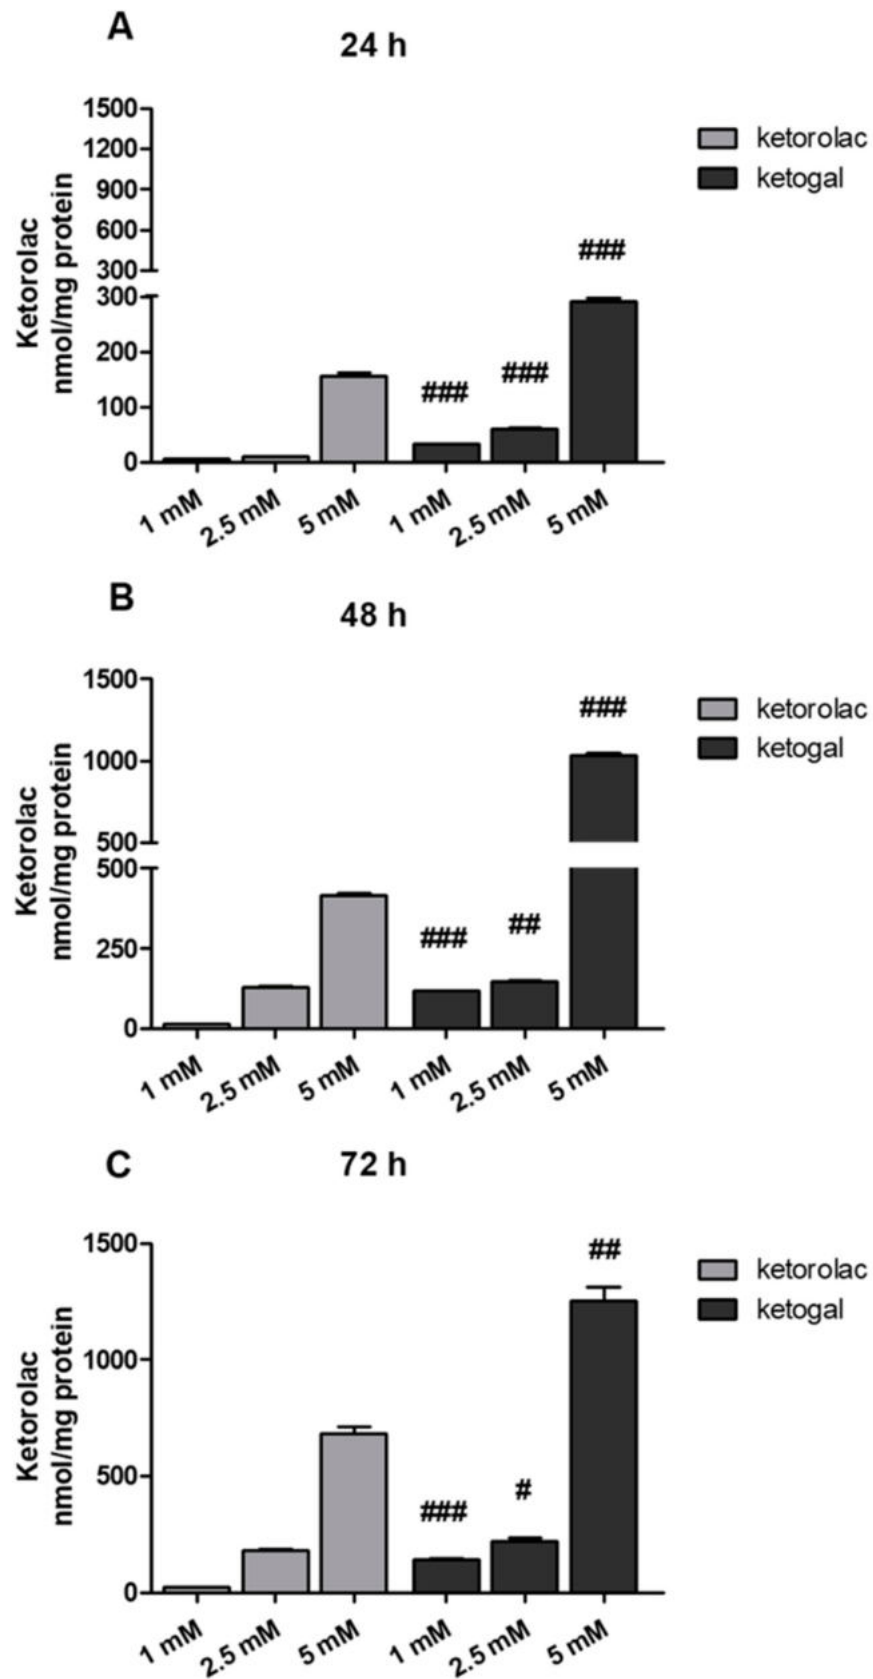 A
24 h
1500
1200
900
600
300
300
200
100
0
Ketorolac
nmol/mg protein
ketorolac
ketogal
###
###
###
1 mM
2.5 mM
5 mM
1 mM
2.5 mM
5 mM
B
48 h
1500
1000
500
500
250
0
Ketorolac
nmol/mg protein
ketorolac
ketogal
###
##
###
1 mM
2.5 mM
5 mM
1 mM
2.5 mM
5 mM
C
72 h
1500
1000
500
0
Ketorolac
nmol/mg protein
ketorolac
ketogal
###
#
##
1 mM
2.5 mM
5 mM
1 mM
2.5 mM
5 mM